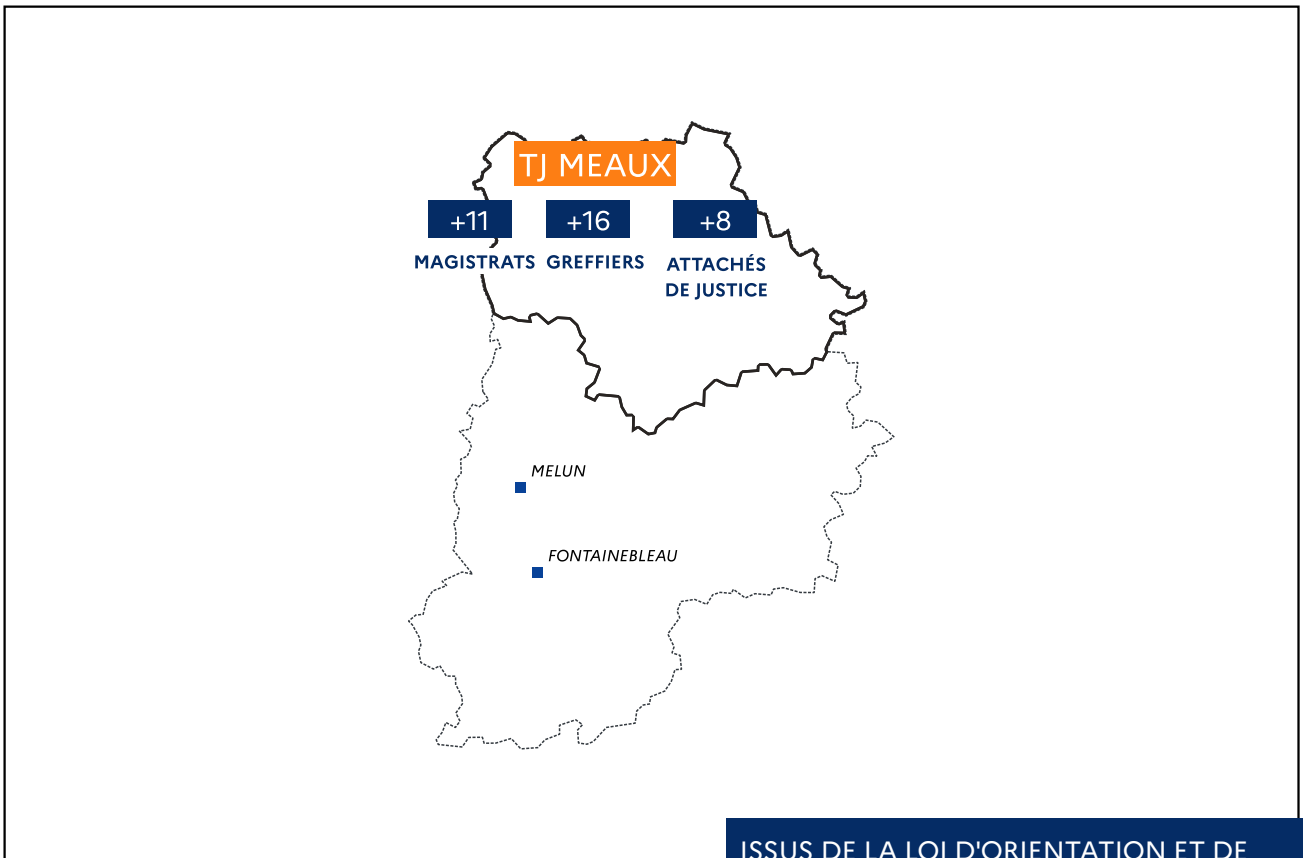 TJ MEAUX
+11
+16
+8
MAGISTRATS
GREFFIERS
ATTACHÉS
DE JUSTICE
MELUN
FONTAINEBLEAU
ISSUS DE LA LOI D'ORIENTATION ET DE